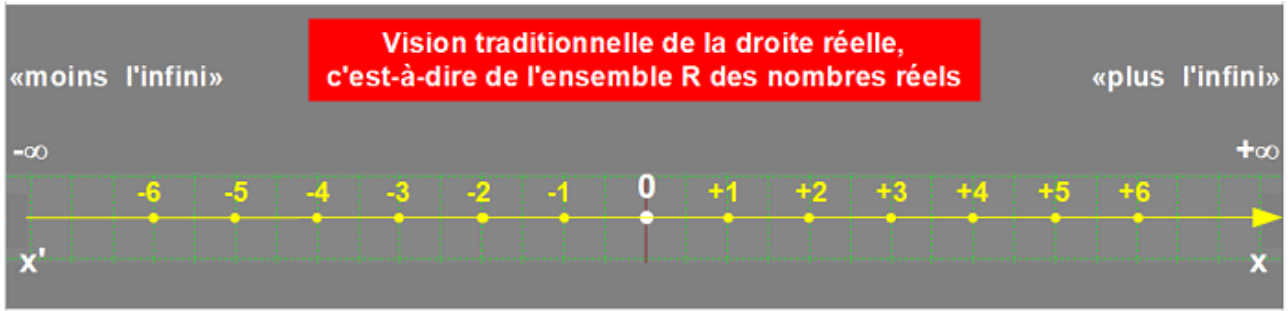 Vision traditionnelle de la droite réelle,
c'est-à-dire de l'ensemble R des nombres réels
«moins l'infini»
«plus l'infini»
-∞
+∞
-6 -5 -4 -3 -2 -1 0 +1 +2 +3 +4 +5 +6
x'
x